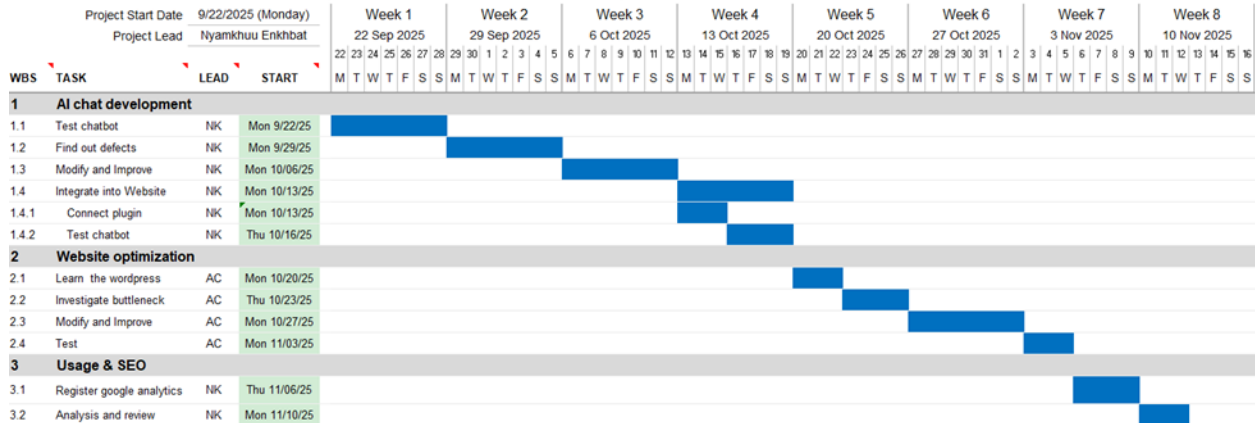 Project Start Date 9/22/2025 (Monday) Week 1 Week 2 Week 3 Week 4 Week 5 Week 6 Week 7 Week 8
Project Lead Nyamkhuu Enkhbat 22 Sep 2025 29 Sep 2025 6 Oct 2025 13 Oct 2025 20 Oct 2025 27 Oct 2025 3 Nov 2025 10 Nov 2025
22 23 24 25 26 27 28 29 30 1 2 3 4 5 6 7 8 9 10 11 12 13 14 15 16 17 18 19 20 21 22 23 24 25 26 27 28 29 30 31 1 2 3 4 5 6 7 8 9 10 11 12 13 14 15 16
WBS TASK LEAD START M T W T F S S M T W T F S S M T W T F S S M T W T F S S M T W T F S S M T W T F S S M T W T F S S M T W T F S S
1 AI chat development
1.1 Test chatbot NK Mon 9/22/25
1.2 Find out defects NK Mon 9/29/25
1.3 Modify and Improve NK Mon 10/06/25
1.4 Integrate into Website NK Mon 10/13/25
1.4.1 Connect plugin NK Mon 10/13/25
1.4.2 Test chatbot NK Thu 10/16/25
2 Website optimization
2.1 Learn the wordpress AC Mon 10/20/25
2.2 Investigate buttleneck AC Thu 10/23/25
2.3 Modify and Improve AC Mon 10/27/25
2.4 Test AC Mon 11/03/25
3 Usage & SEO
3.1 Register google analytics NK Thu 11/06/25
3.2 Analysis and review NK Mon 11/10/25